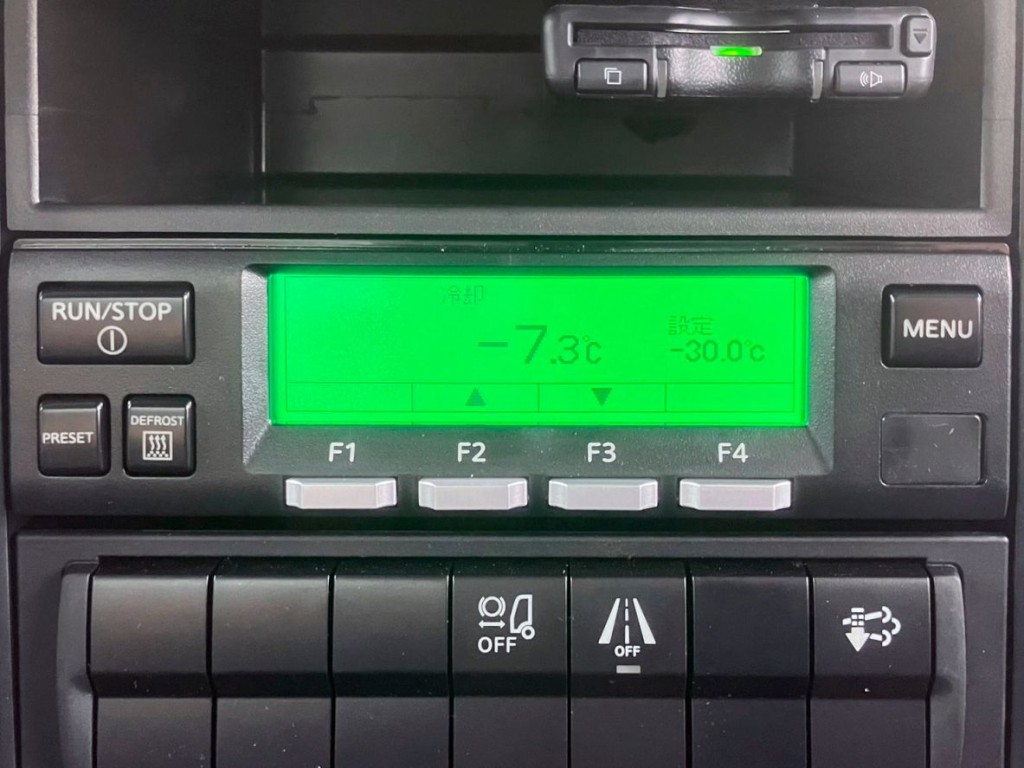 冷却
RUN/STOP
-7.3℃
設定
-30.0℃
MENU
▲
▼
PRESET
DEFROST
F1
F2
F3
F4
OFF
OFF